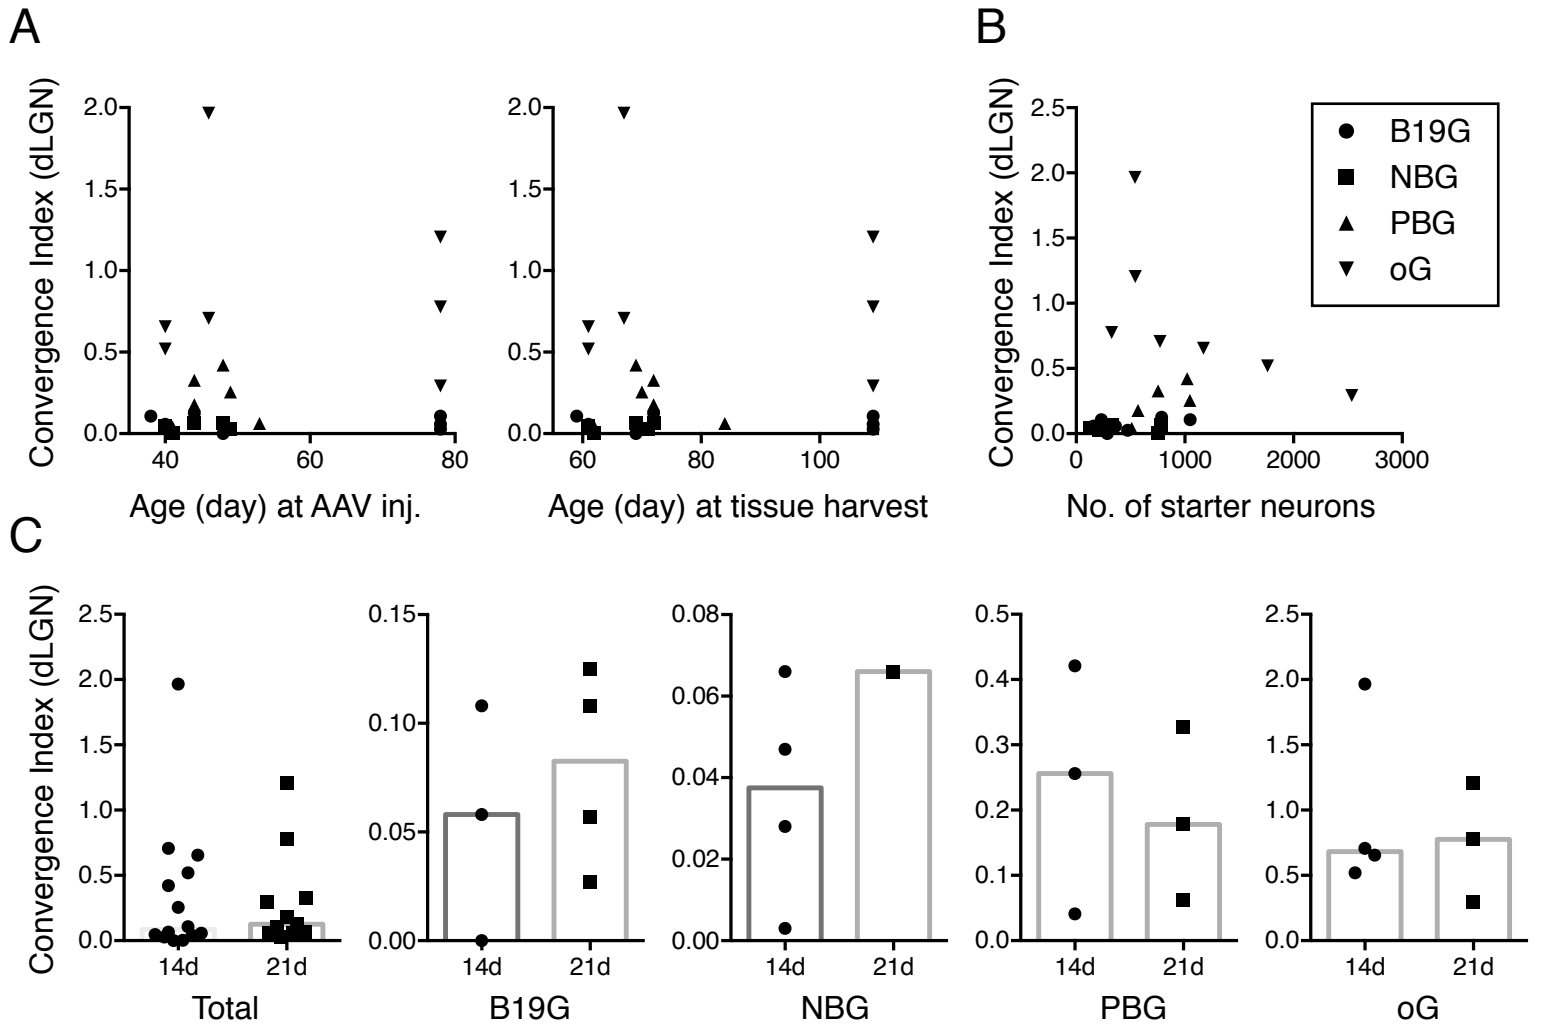 A
Convergence Index (dLGN)
2.0
1.5
1.0
0.5
0.0
40
60
80
Age (day) at AAV inj.
2.0
1.5
1.0
0.5
0.0
60
80
100
Age (day) at tissue harvest
B
Convergence Index (dLGN)
2.5
2.0
1.5
1.0
0.5
0.0
0
1000
2000
3000
No. of starter neurons
B19G
NBG
PBG
oG
C
Convergence Index (dLGN)
2.5
2.0
1.5
1.0
0.5
0.0
14d
21d
Total
0.15
0.10
0.05
0.00
14d
21d
B19G
0.08
0.06
0.04
0.02
0.00
14d
21d
NBG
0.5
0.4
0.3
0.2
0.1
0.0
14d
21d
PBG
2.5
2.0
1.5
1.0
0.5
0.0
14d
21d
oG